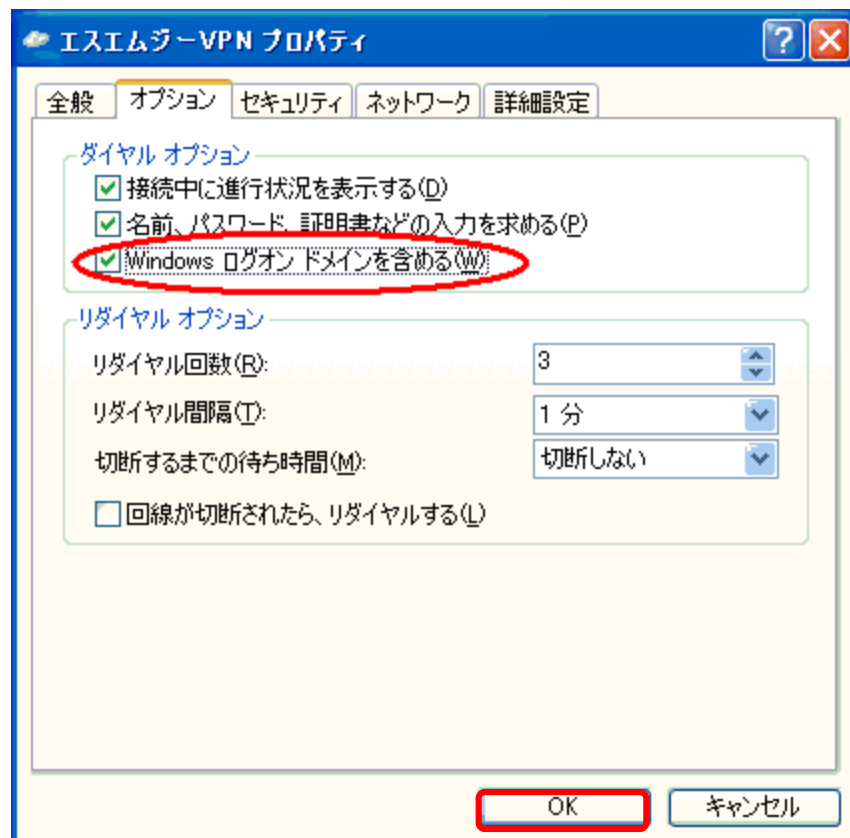 エスエムジーVPN プロパティ
全般 オプション セキュリティ ネットワーク 詳細設定
ダイヤル オプション
接続中に進行状況を表示する(D)
名前、パスワード、証明書などの入力を求める(P)
Windows ログオン ドメインを含める(W)
リダイヤル オプション
リダイヤル回数(R): 3
リダイヤル間隔(T): 1 分
切断するまでの待ち時間(M): 切断しない
回線が切断されたら、リダイヤルする(L)
OK キャンセル